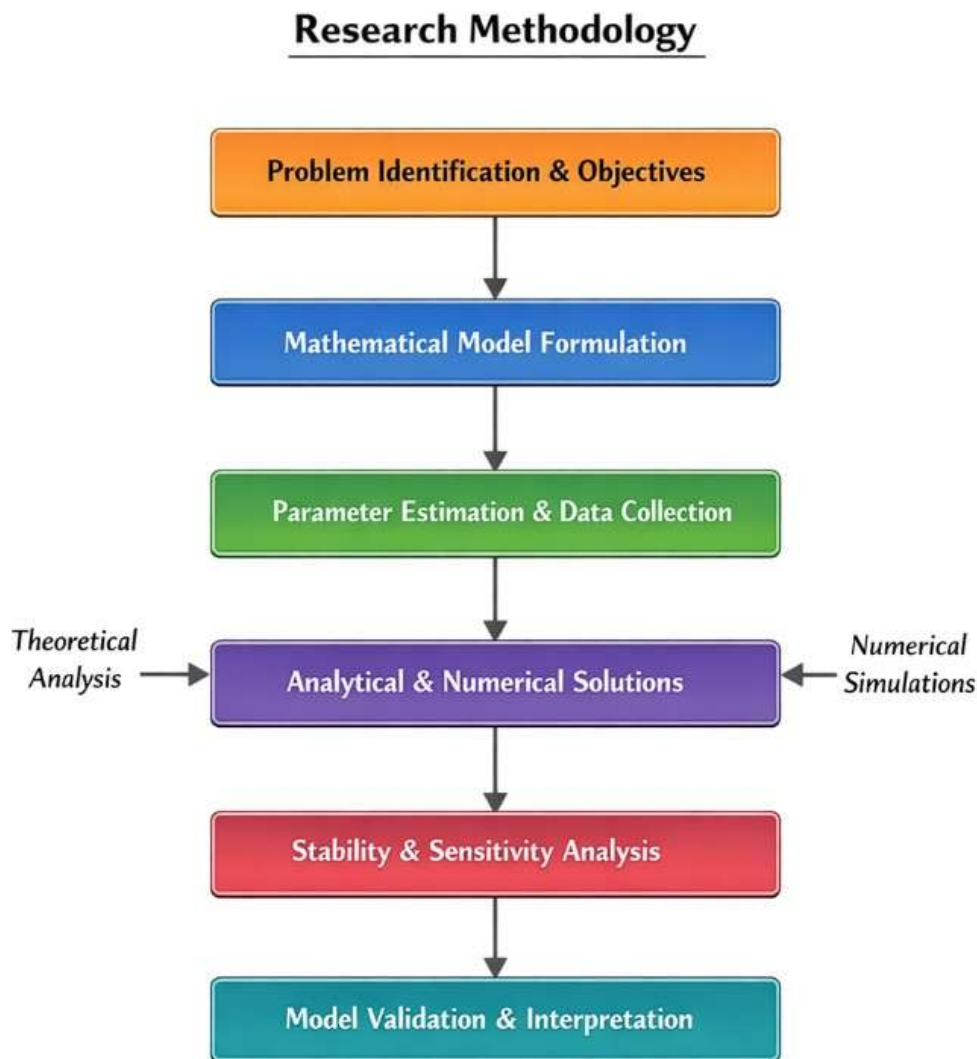 Research Methodology
Problem Identification & Objectives
Mathematical Model Formulation
Parameter Estimation & Data Collection
Theoretical
Analysis
Analytical & Numerical Solutions
Numerical
Simulations
Stability & Sensitivity Analysis
Model Validation & Interpretation